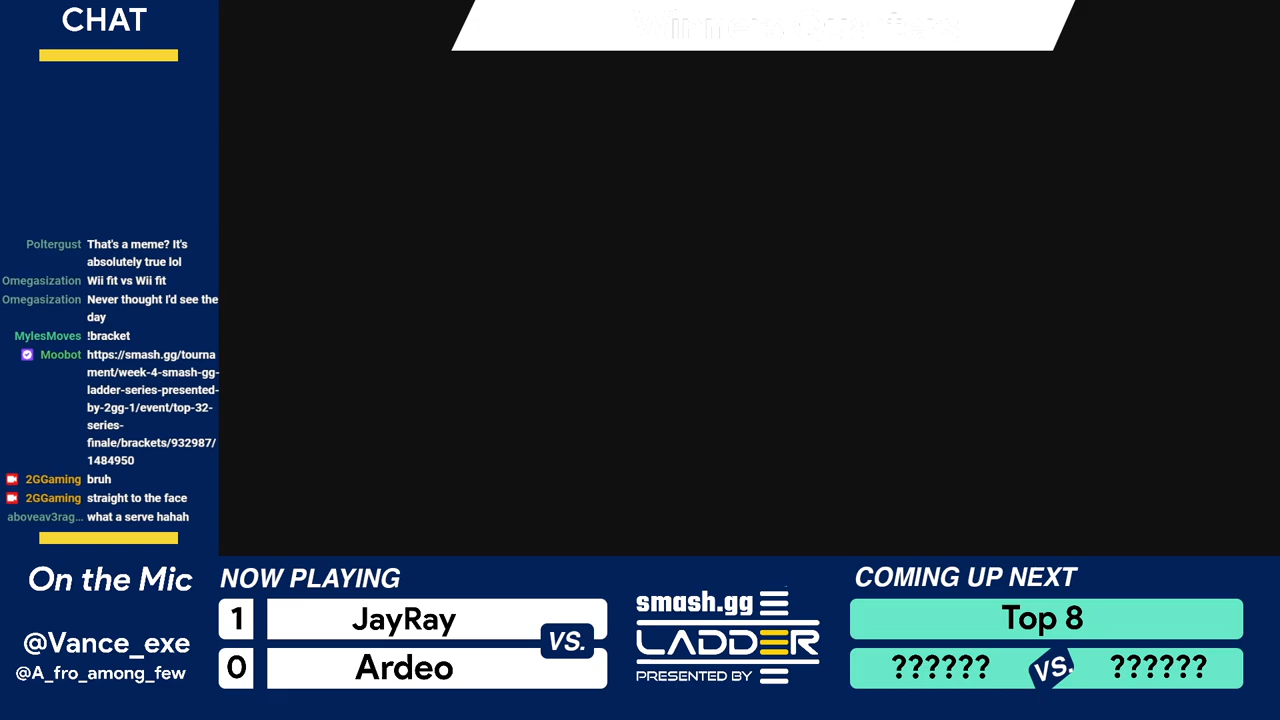 CHAT
Winners Quarters
Poltergust That's a meme? It's
absolutely true lol
Omegasization Wii fit vs Wii fit
Omegasization Never thought I'd see the
day
MylesMoves !bracket
Moobot https://smash.gg/tourna
ment/week-4-smash-gg-
ladder-series-presented-
by-2gg-1/event/top-32-
series-
finale/brackets/932987/
1484950
2GGaming bruh
2GGaming straight to the face
aboveav3rag... what a serve hahah
On the Mic
@Vance_exe
@A_fro_among_few
NOW PLAYING
1 JayRay
VS.
0 Ardeo
smash.gg
LADDER
PRESENTED BY
COMING UP NEXT
Top 8
?????? VS. ??????